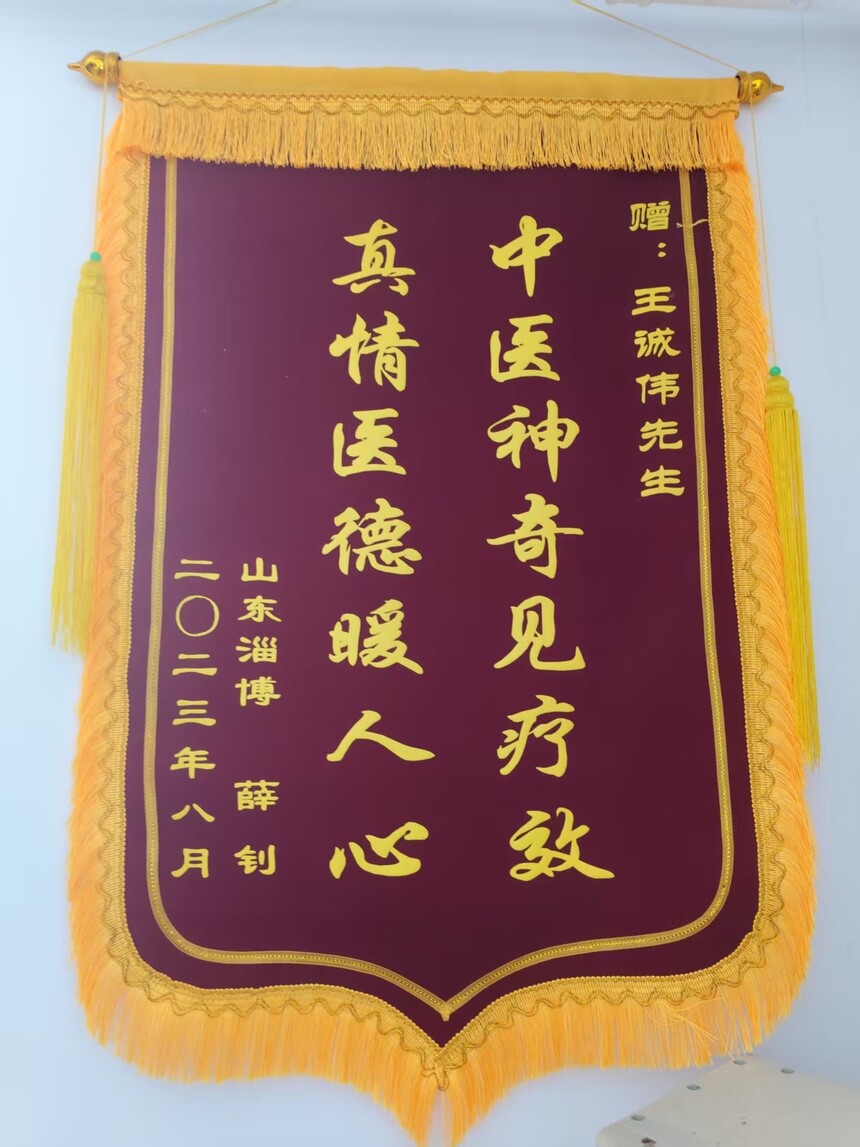 赠：王诚伟先生
中医神奇见疗效
真情医德暖人心
山东淄博 薛钊
二〇二三年八月